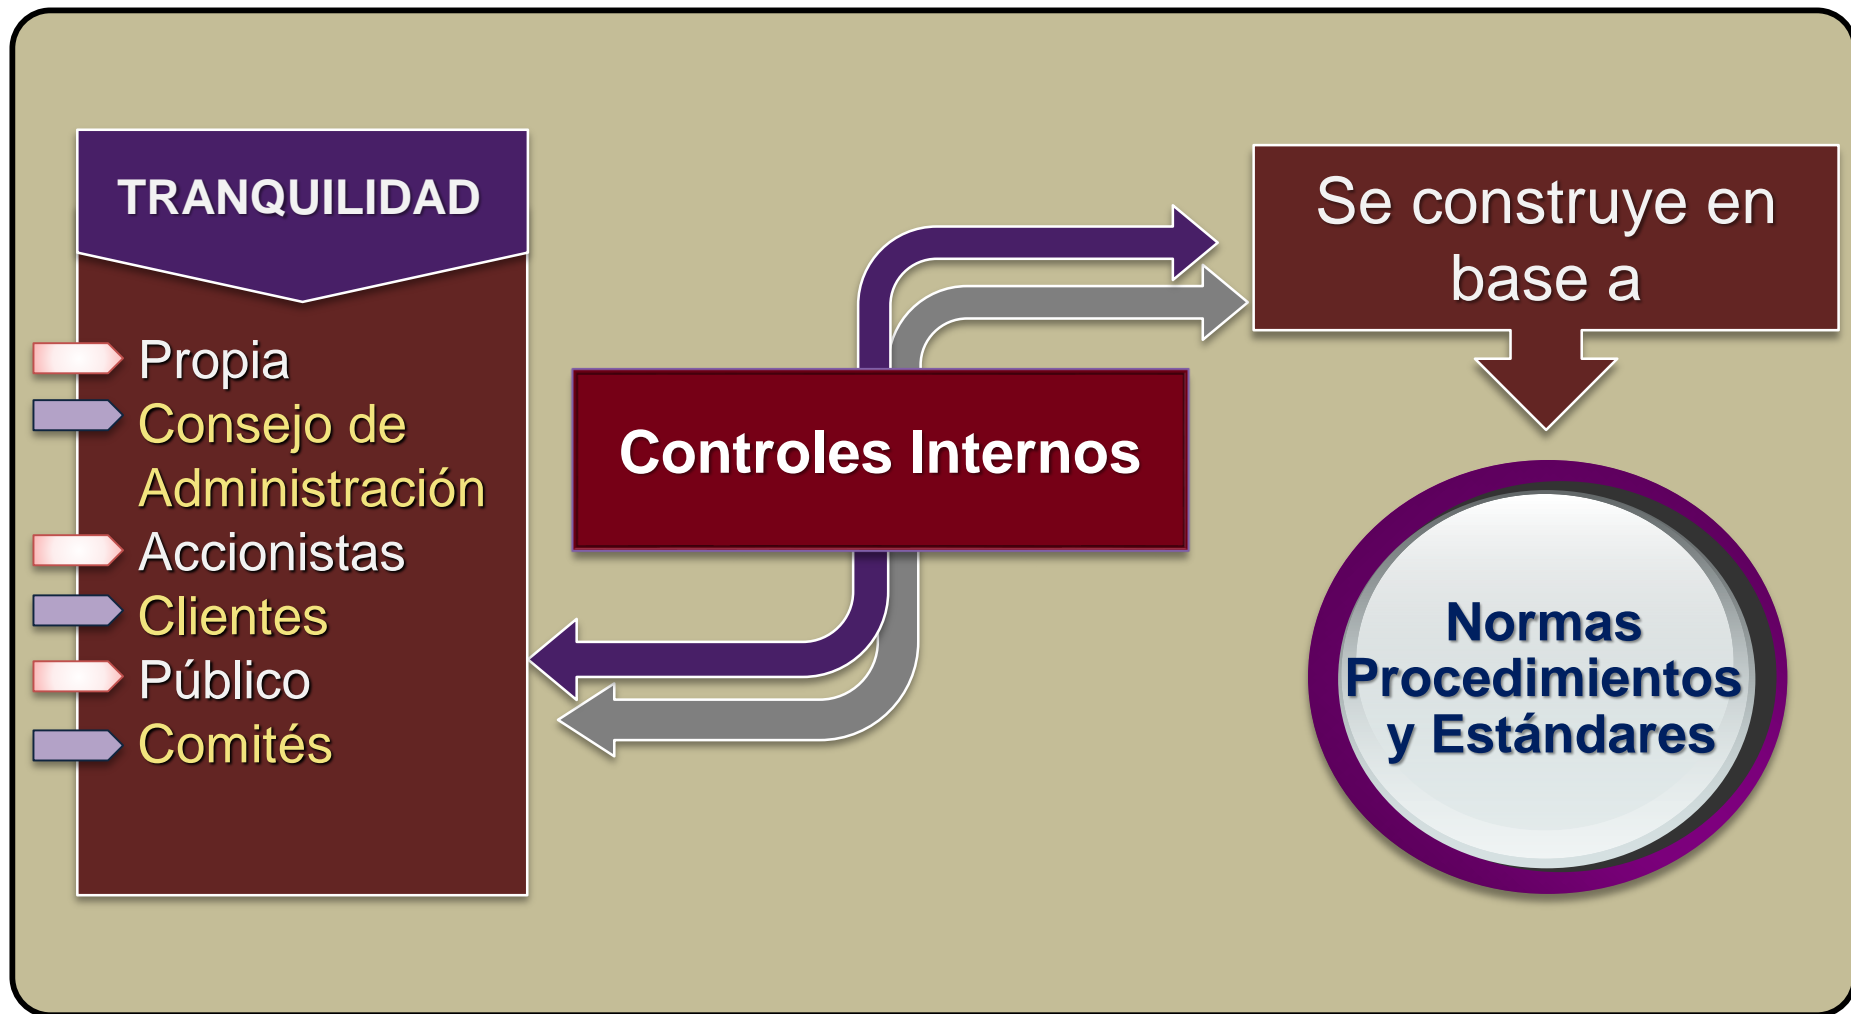 TRANQUILIDAD
Propia
Consejo de
Administración
Accionistas
Clientes
Público
Comités
Controles Internos
Se construye en
base a
Normas
Procedimientos
y Estándares